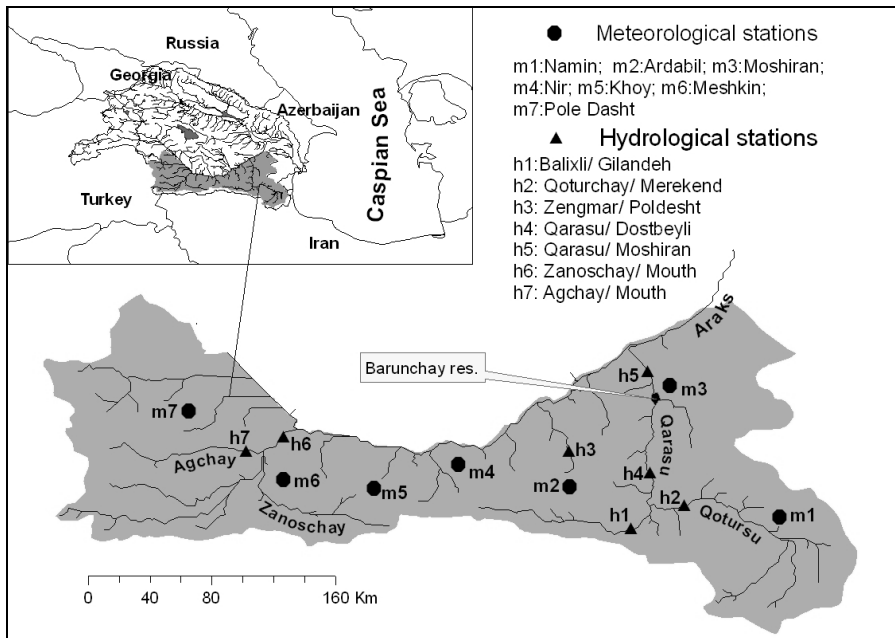 Russia
Georgia
Azerbaijan
Caspian Sea
Turkey
Iran
Meteorological stations
m1:Namin; m2:Ardabil; m3:Moshiran;
m4:Nir; m5:Khoy; m6:Meshkin;
m7:Pole Dasht
Hydrological stations
h1:Balixli/ Gilandeh
h2: Qoturchay/ Merekend
h3: Zengmar/ Poldesht
h4: Qarasu/ Dostbeyli
h5: Qarasu/ Moshiran
h6: Zanoschay/ Mouth
h7: Agchay/ Mouth
Araks
Barunchay res.
h5
m3
m7
h7
h6
Agchay
h3
Qarasu
m6
m5
m4
m2
h4
Zanoschay
h1
h2
Qotursu
m1
0 40 80 160 Km